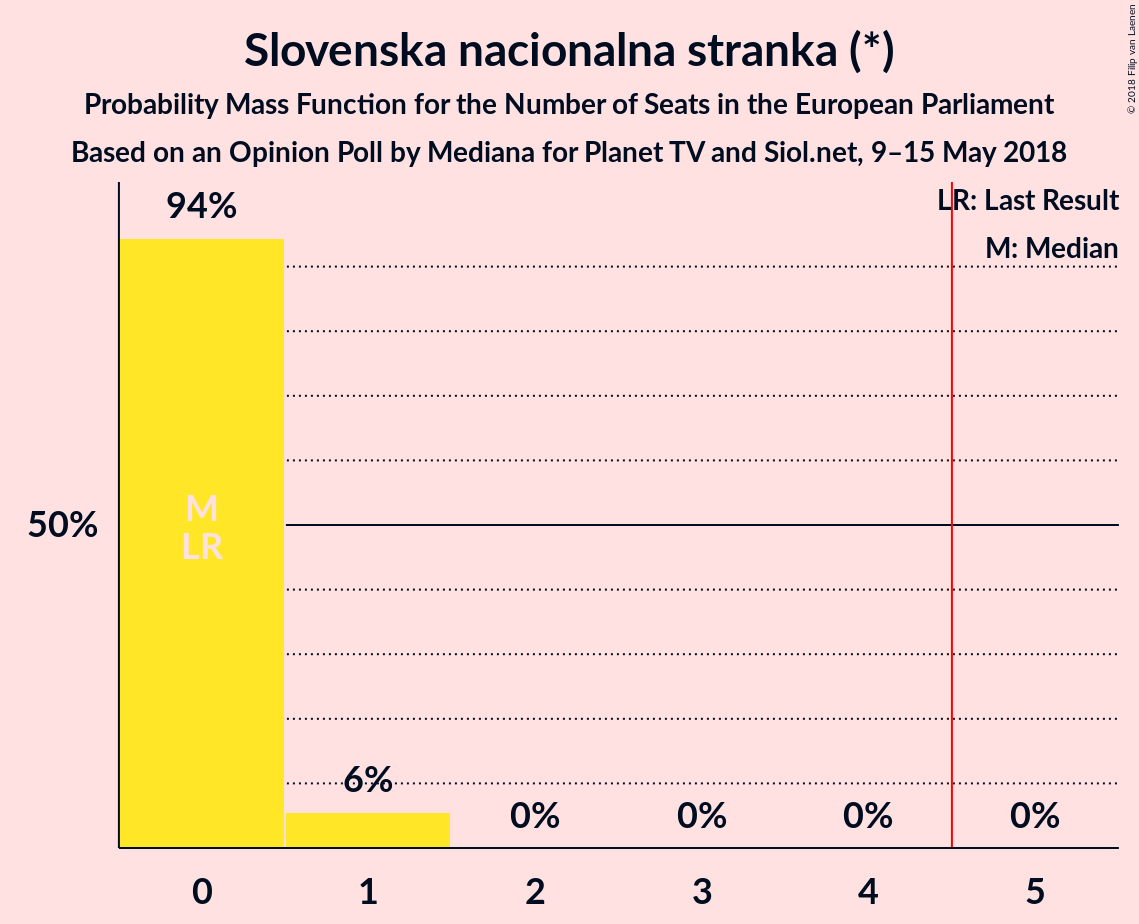 Slovenska nacionalna stranka (*)
Probability Mass Function for the Number of Seats in the European Parliament
Based on an Opinion Poll by Mediana for Planet TV and Siol.net, 9–15 May 2018
© 2018 Filip van Laenen
LR: Last Result
M: Median
94%
50%
M
LR
6%
0%
0%
0%
0%
0
1
2
3
4
5